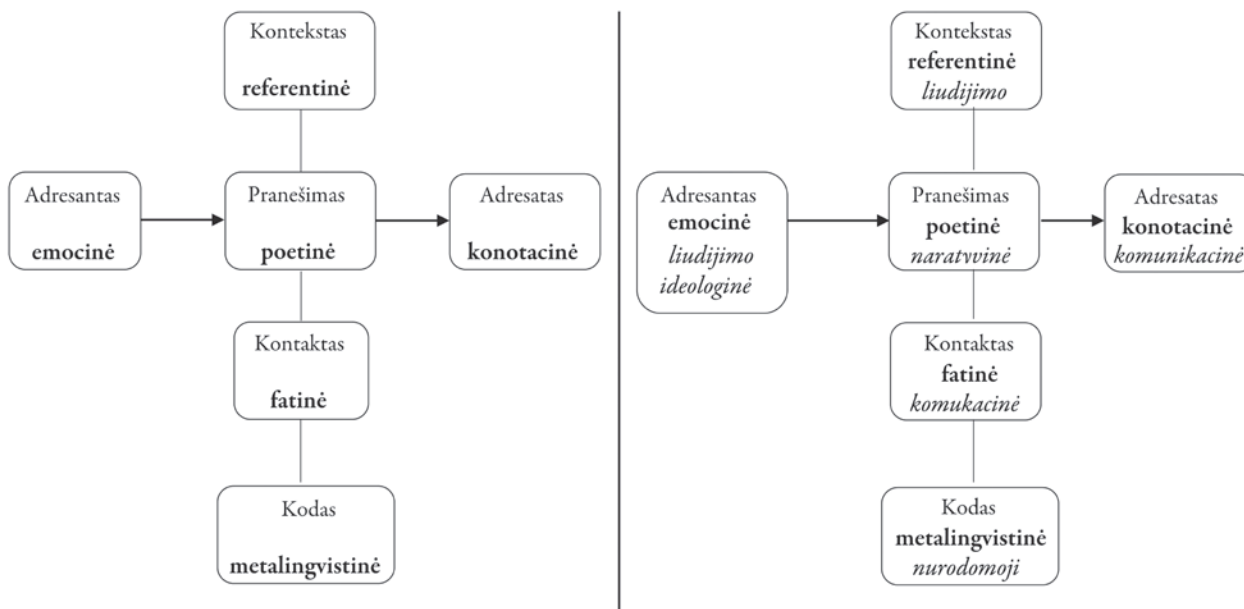 Kontekstas
referentinė
Adresantas
emocinė
Pranešimas
poetinė
Adresatas
konotacinė
Kontaktas
fatinė
Kodas
metalingvistinė
Kontekstas
referentinė
liudijimo
Adresantas
emocinė
liudijimo
ideologinė
Pranešimas
poetinė
naratyvinė
Adresatas
konotacinė
komunikacinė
Kontaktas
fatinė
komukacinė
Kodas
metalingvistinė
nurodomoji